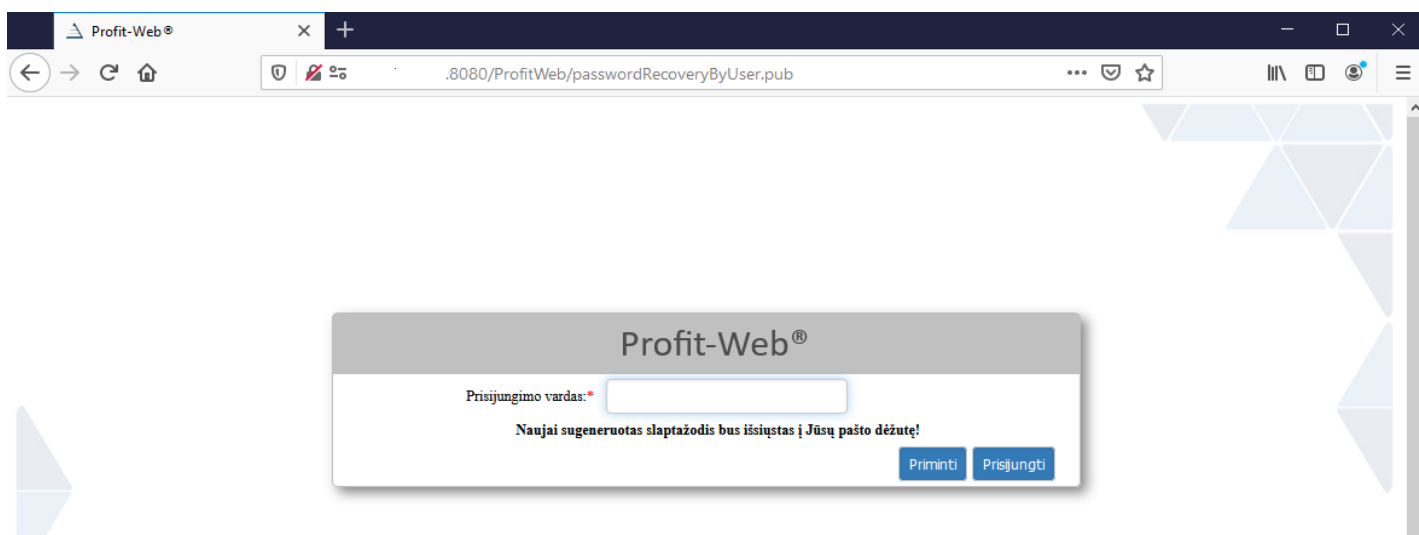 Profit-Web®
.8080/ProfitWeb/passwordRecoveryByUser.pub
Profit-Web®
Prisijungimo vardas:*
Naujai sugeneruotas slaptažodis bus išsiųstas į Jūsų pašto dėžutę!
Priminti Prisijungti